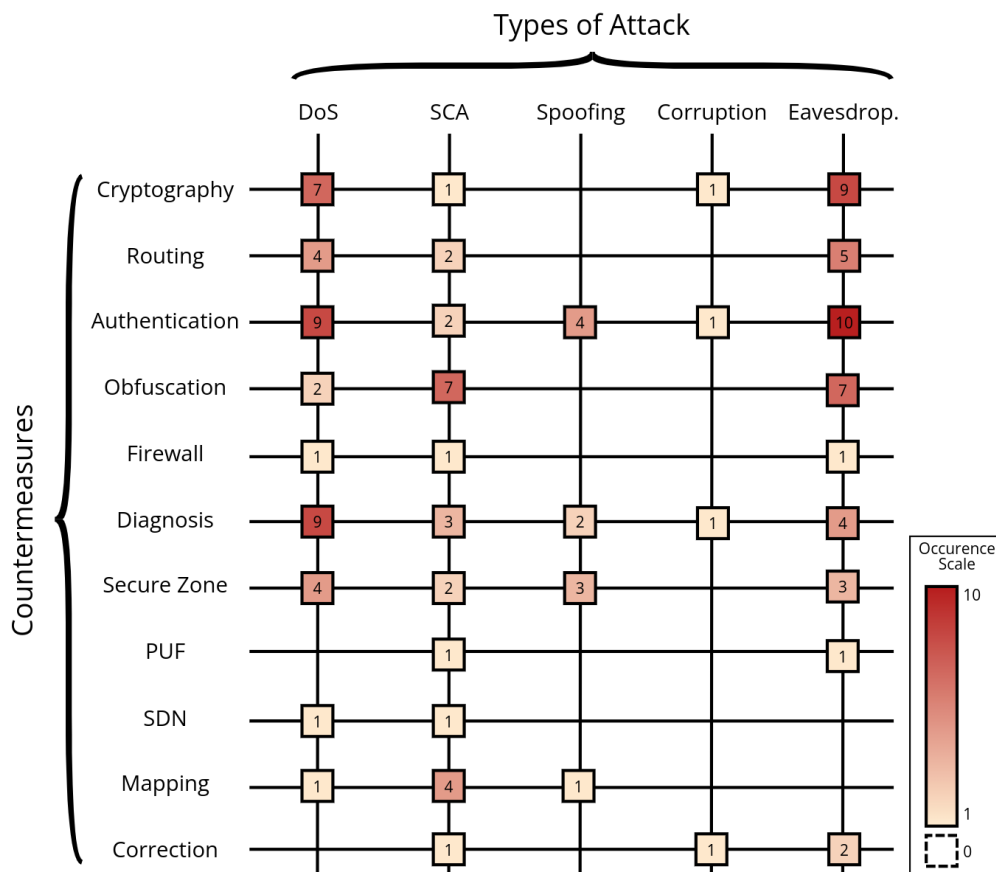 Types of Attack
DoS SCA Spoofing Corruption Eavesdrop.
Countermeasures
Cryptography 7 1 1 9
Routing 4 2 5
Authentication 9 2 4 1 10
Obfuscation 2 7 7
Firewall 1 1 1
Diagnosis 9 3 2 1 4
Secure Zone 4 2 3 3
PUF 1 1
SDN 1 1
Mapping 1 4 1
Correction 1 1 2
Occurence
Scale
10
1
0